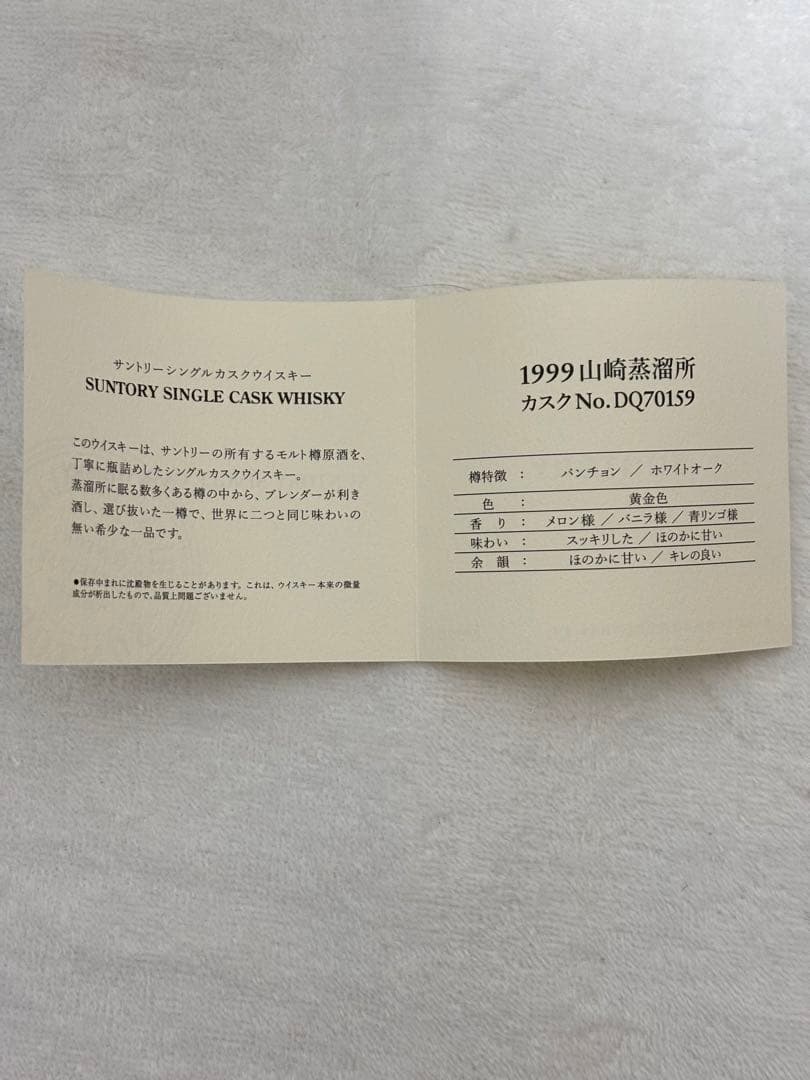 サントリーシングルカスクウイスキー
SUNTORY SINGLE CASK WHISKY
このウイスキーは、サントリーの所有するモルト樽原酒を、
丁寧に瓶詰めしたシングルカスクウイスキー。
蒸溜所に眠る数多くある樽の中から、ブレンダーが利き
酒し、選び抜いた一樽で、世界に二つと同じ味わいの
無い希少な一品です。
●保存中まれに沈殿物を生じることがあります。これは、ウイスキー本来の微量
成分が析出したもので、品質上問題ございません。
1999 山崎蒸溜所
カスク No. DQ70159
樽特徴 : パンチョン / ホワイトオーク
色 : 黄金色
香り : メロン様 / バニラ様 / 青リンゴ様
味わい : スッキリした / ほのかに甘い
余韻 : ほのかに甘い / キレの良い